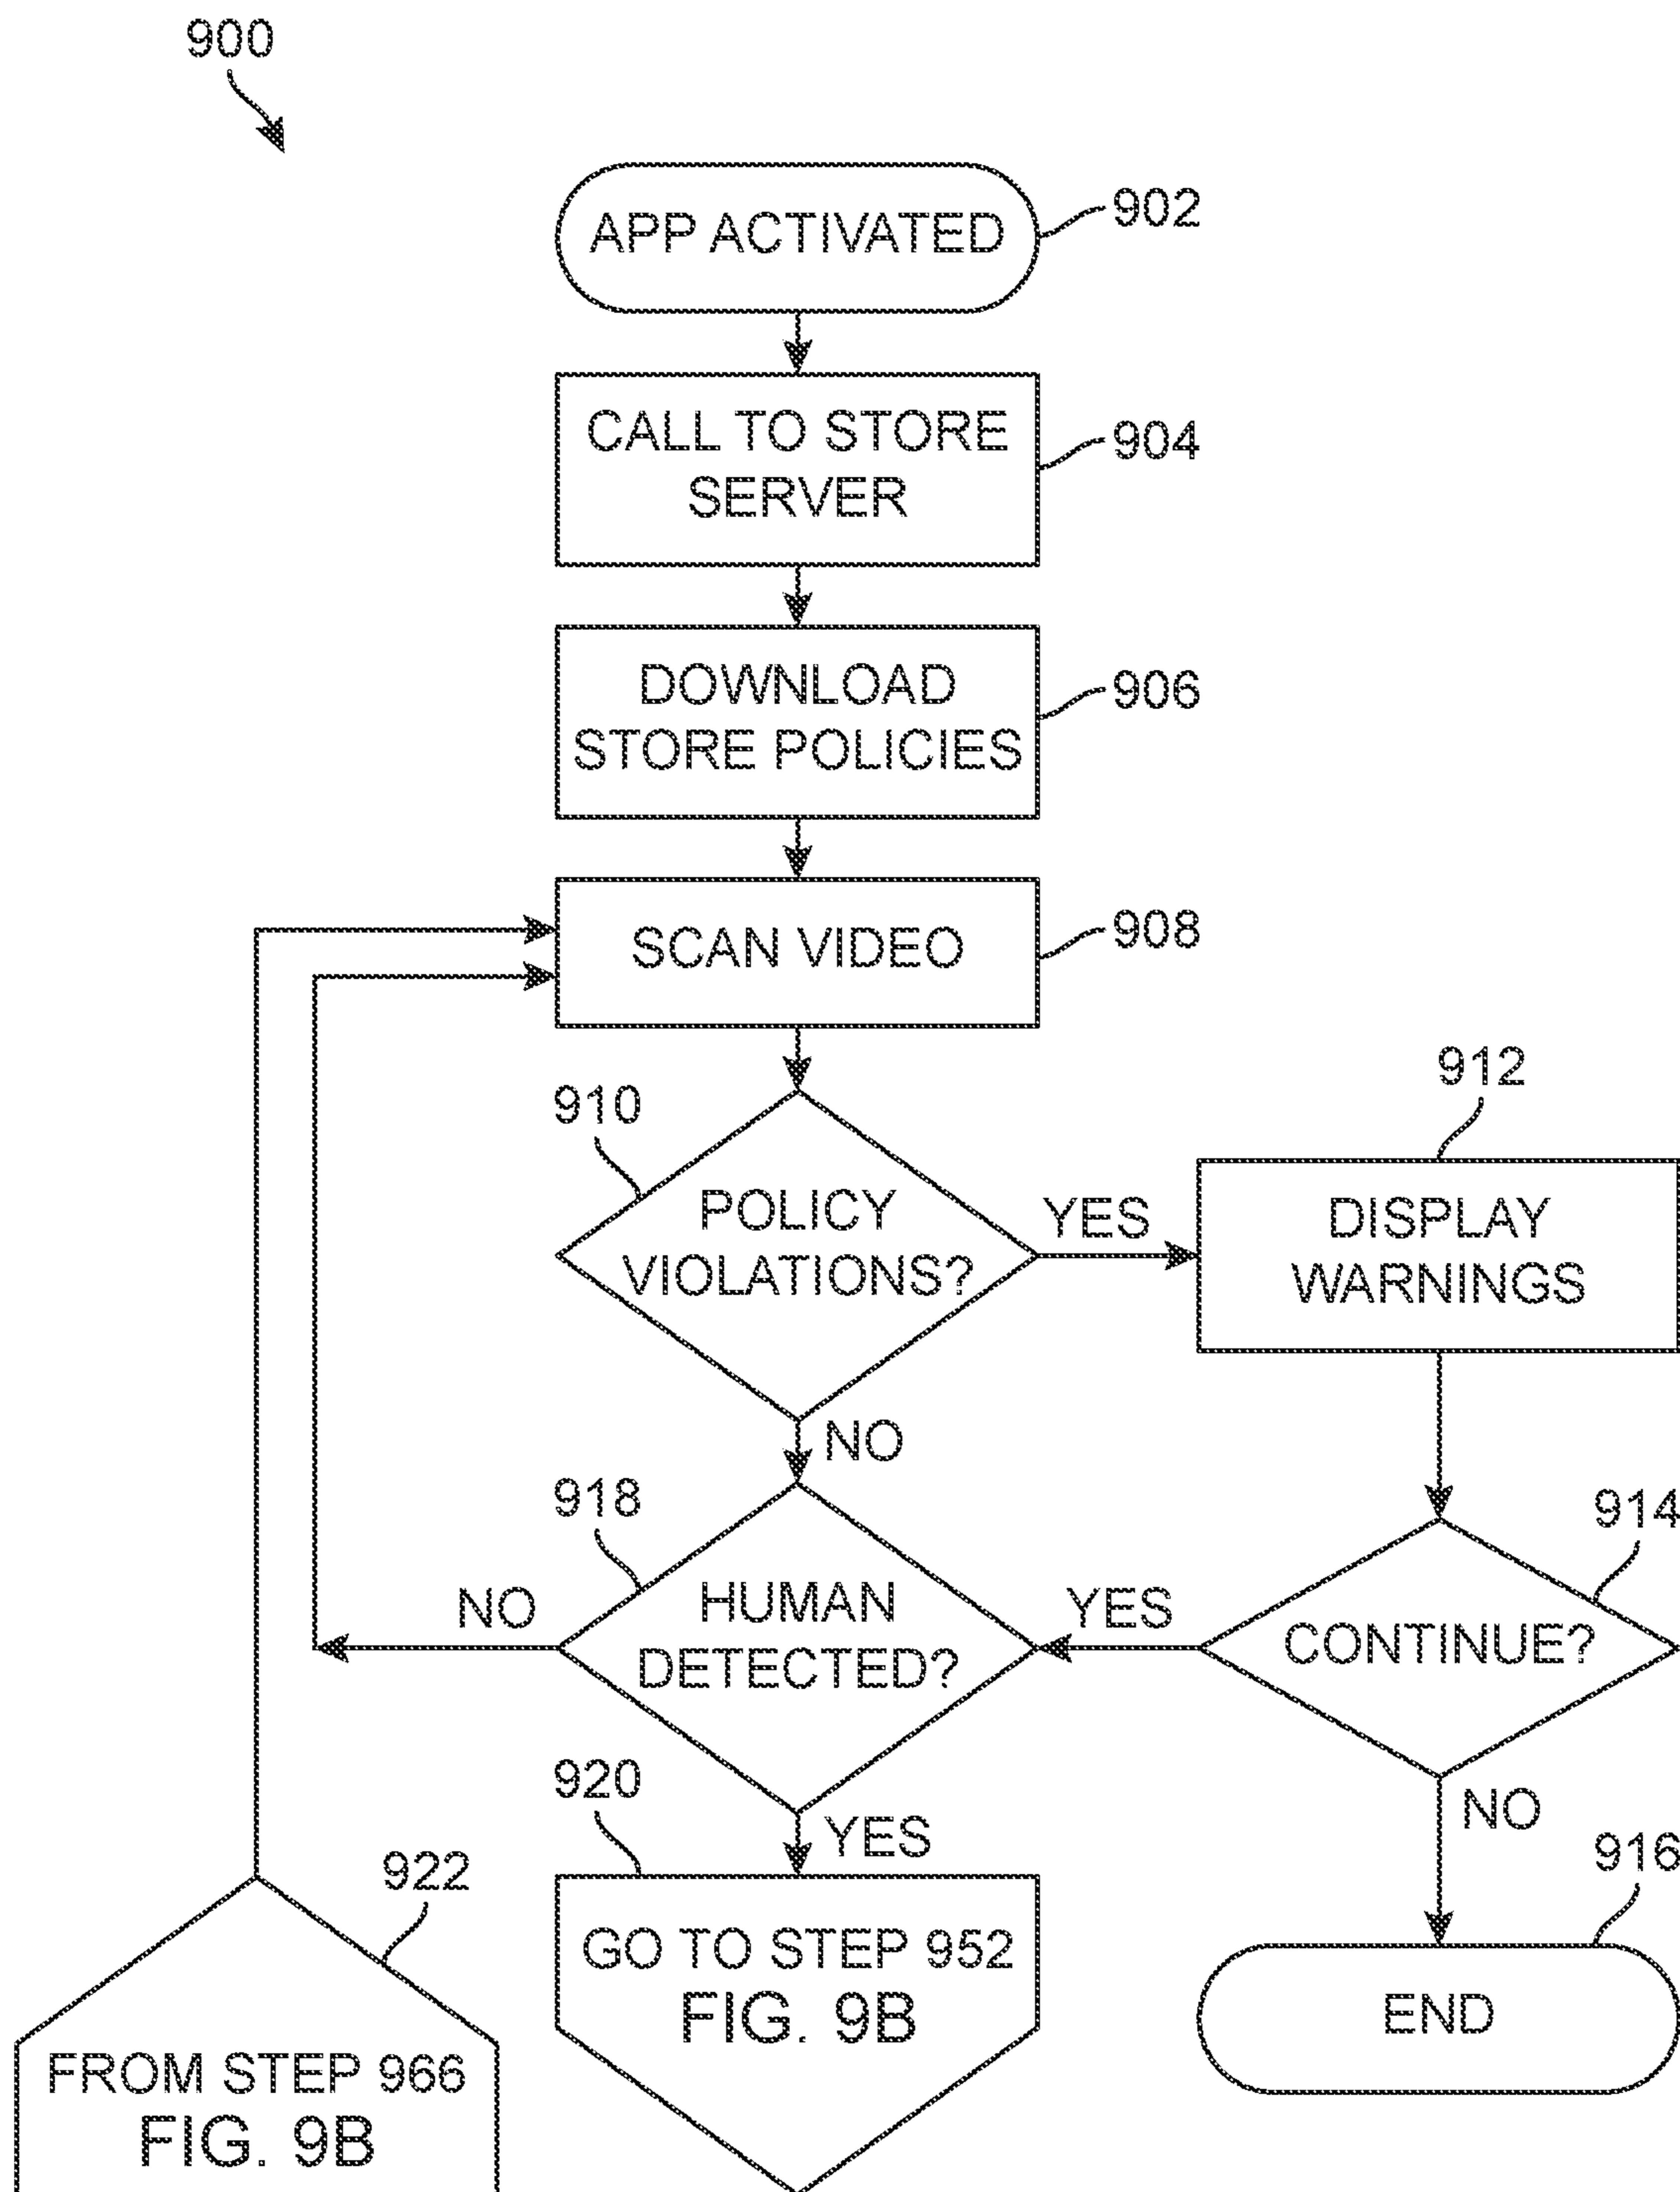 900
APP ACTIVATED
902
CALL TO STORE
SERVER
904
DOWNLOAD
STORE POLICIES
906
SCAN VIDEO
908
910
POLICY
VIOLATIONS?
YES
912
DISPLAY
WARNINGS
NO
918
HUMAN
DETECTED?
NO
YES
914
CONTINUE?
920
YES
NO
922
GO TO STEP 952
FIG. 9B
916
END
FROM STEP 966
FIG. 9B